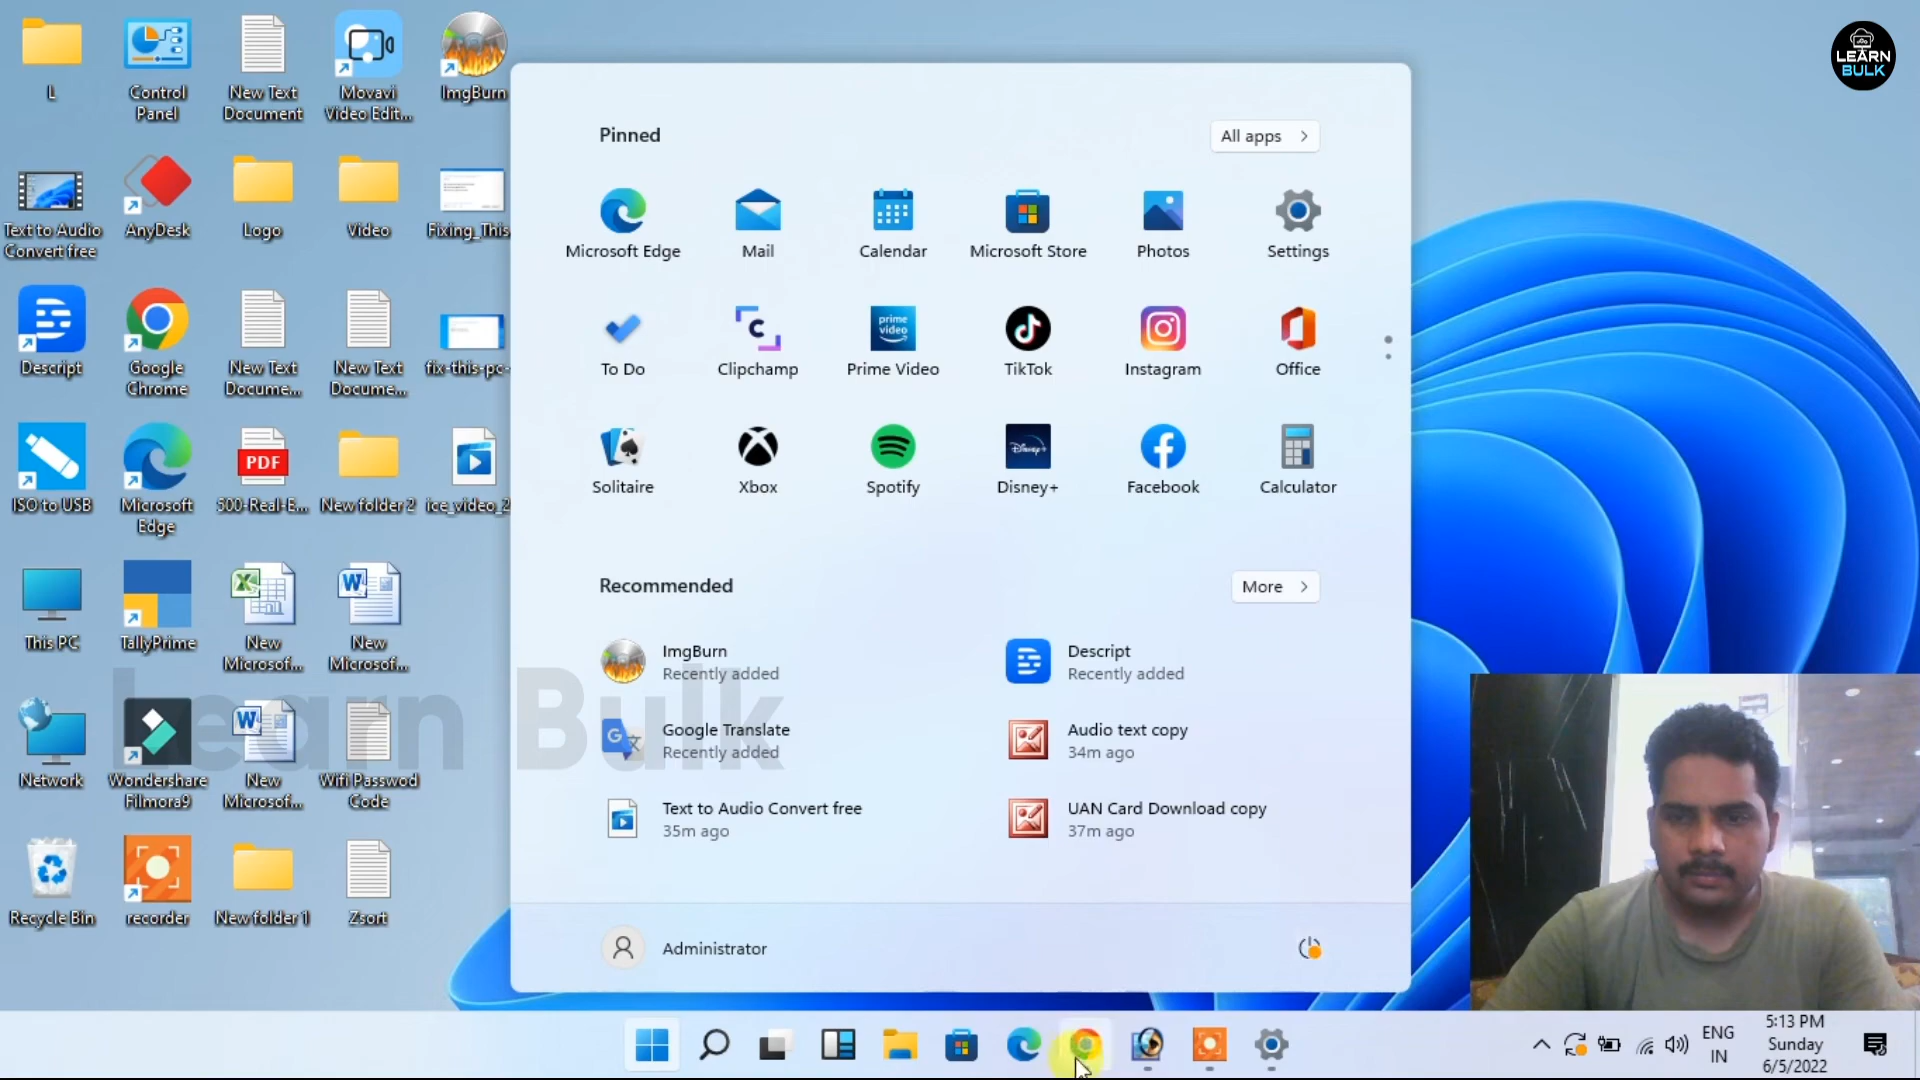 L
Control
Panel
New Text
Document
Movavi
Video Edit...
ImgBurn
Text to Audio
Convert free
AnyDesk
Logo
Video
Fixing_This
Descript
Google
Chrome
New Text
Docume...
New Text
Docume...
fix-this-pc-
ISO to USB
Microsoft
Edge
PDF
500-Real-E...
New folder 2
ice_video_2
This PC
TallyPrime
New
Microsof...
New
Microsof...
Network
Wondershare
Filmora9
New
Microsof...
Wifi Passwod
Code
Recycle Bin
recorder
New folder 1
Zsort
Learn Bulk
LEARN
BULK
Pinned
All apps
Microsoft Edge
Mail
Calendar
Microsoft Store
Photos
Settings
To Do
Clipchamp
prime
video
Prime Video
TikTok
Instagram
Office
Solitaire
Xbox
Spotify
Disney+
Disney+
Facebook
Calculator
Recommended
More
ImgBurn
Recently added
Descript
Recently added
Google Translate
Recently added
Audio text copy
34m ago
Text to Audio Convert free
35m ago
UAN Card Download copy
37m ago
Administrator
ENG
IN
5:13 PM
Sunday
6/5/2022